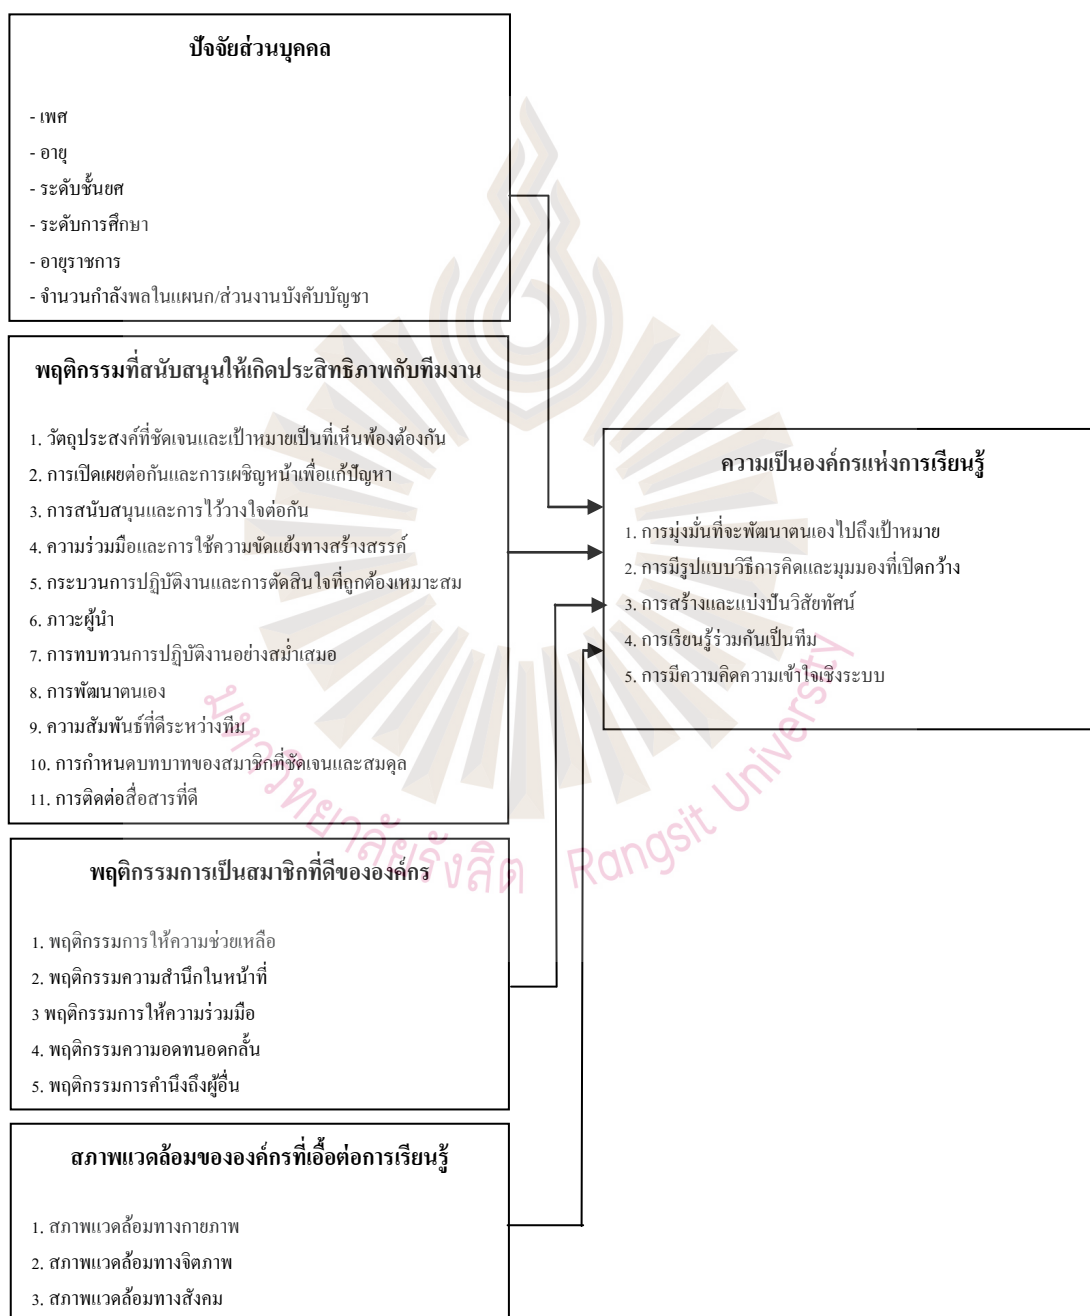 ปัจจัยส่วนบุคคล
- เพศ
- อายุ
- ระดับชั้นยศ
- ระดับการศึกษา
- อายุราชการ
- จำนวนกำลังพลในแผนก/ส่วนงานบังคับบัญชา
พฤติกรรมที่สนับสนุนให้เกิดประสิทธิภาพกับทีมงาน
1. วัตถุประสงค์ที่ชัดเจนและเป้าหมายเป็นที่เห็นพ้องต้องกัน
2. การเปิดเผยต่อกันและการเผชิญหน้าเพื่อแก้ปัญหา
3. การสนับสนุนและการไว้วางใจต่อกัน
4. ความร่วมมือและการใช้ความขัดแย้งทางสร้างสรรค์
5. กระบวนการปฏิบัติงานและการตัดสินใจที่ถูกต้องเหมาะสม
6. ภาวะผู้นำ
7. การทบทวนการปฏิบัติงานอย่างสม่ำเสมอ
8. การพัฒนาตนเอง
9. ความสัมพันธ์ที่ดีระหว่างทีม
10. การกำหนดบทบาทของสมาชิกที่ชัดเจนและสมดุล
11. การติดต่อสื่อสารที่ดี
พฤติกรรมการเป็นสมาชิกที่ดีขององค์กร
1. พฤติกรรมการให้ความช่วยเหลือ
2. พฤติกรรมความสำนึกในหน้าที่
3 พฤติกรรมการให้ความร่วมมือ
4. พฤติกรรมความอดทนอดกลั้น
5. พฤติกรรมการคำนึงถึงผู้อื่น
สภาพแวดล้อมขององค์กรที่เอื้อต่อการเรียนรู้
1. สภาพแวดล้อมทางกายภาพ
2. สภาพแวดล้อมทางจิตภาพ
3. สภาพแวดล้อมทางสังคม
ความเป็นองค์กรแห่งการเรียนรู้
1. การมุ่งมั่นที่จะพัฒนาตนเองไปถึงเป้าหมาย
2. การมีรูปแบบวิธีการคิดและมุมมองที่เปิดกว้าง
3. การสร้างและแบ่งปันวิสัยทัศน์
4. การเรียนรู้ร่วมกันเป็นทีม
5. การมีความคิดความเข้าใจเชิงระบบ
มหาวิทยาลัยรังสิต Rangsit University